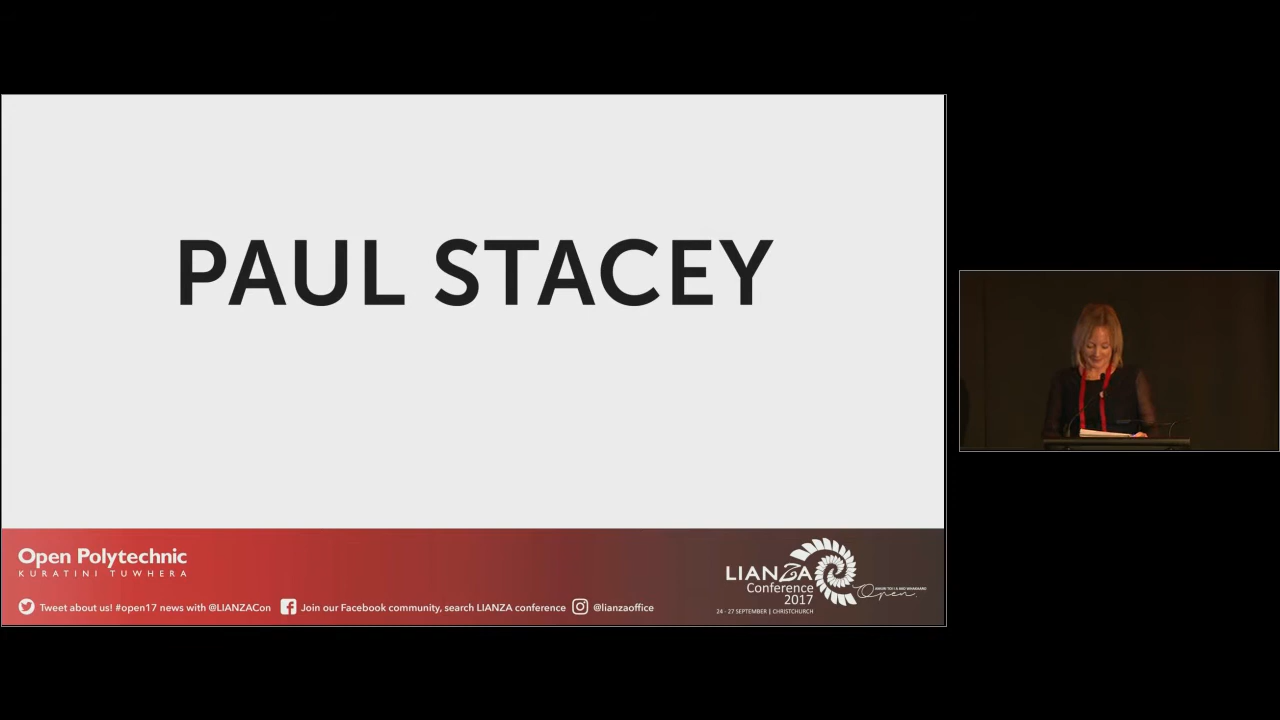 PAUL STACEY
Open Polytechnic
KURATINI TUWHERA
Tweet about us! #open17 news with @LIANZACon
Join our Facebook community, search LIANZA conference
@lianzaoffice
LIANZA
Conference
2017
24 - 27 SEPTEMBER | CHRISTCHURCH
Open